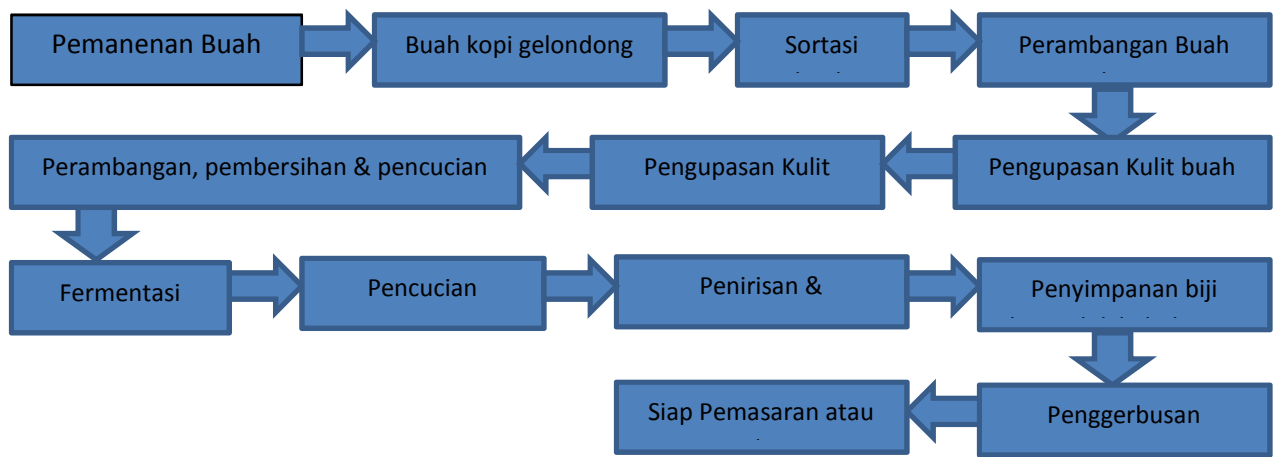 Pemanenan Buah
Buah kopi gelondong
Sortasi
Perambangan Buah
Pengupasan Kulit buah
Pengupasan Kulit
Perambangan, pembersihan & pencucian
Fermentasi
Pencucian
Penirisan &
Penyimpanan biji
Penggerbusan
Siap Pemasaran atau